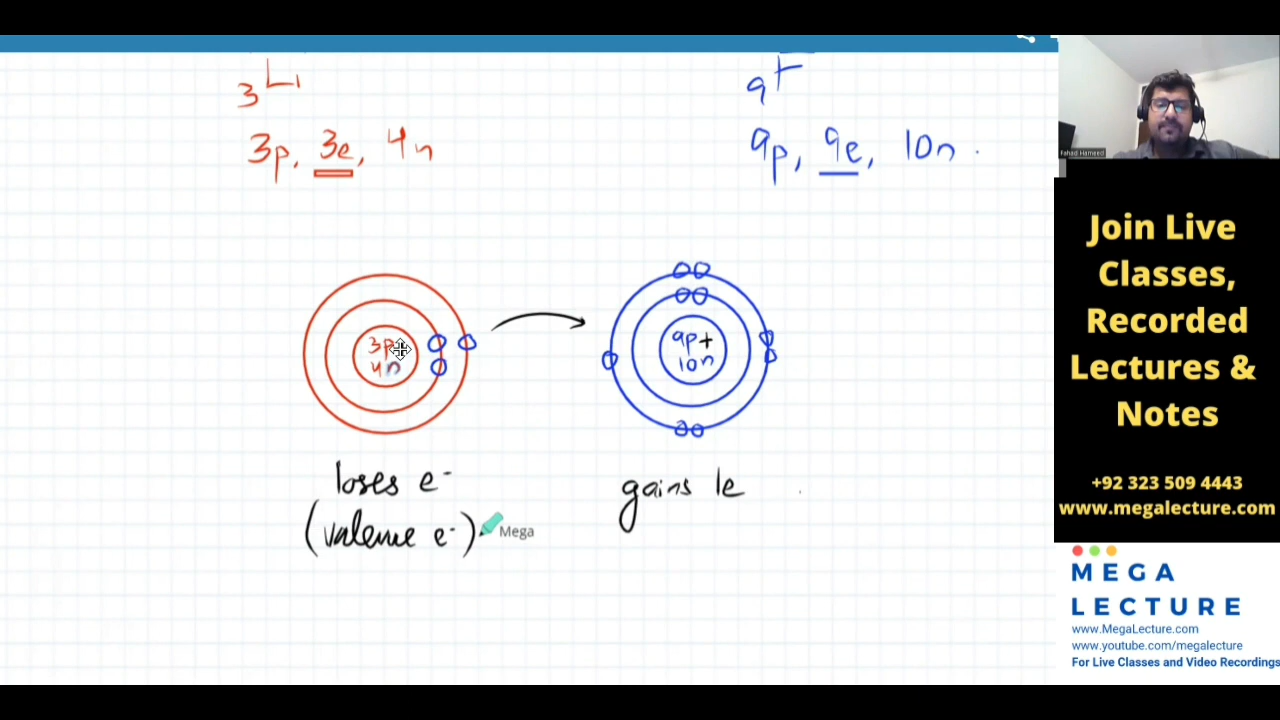 3Li
9F
3p, 3e, 4n
9p, 9e, 10n.
3p
4n
9p+
10n
loses e-
(valence e-)
gains 1e
Mega
Fahad Hameed
Join Live
Classes,
Recorded
Lectures &
Notes
+92 323 509 4443
www.megalecture.com
MEGA
LECTURE
www.MegaLecture.com
www.youtube.com/megalecture
For Live Classes and Video Recordings